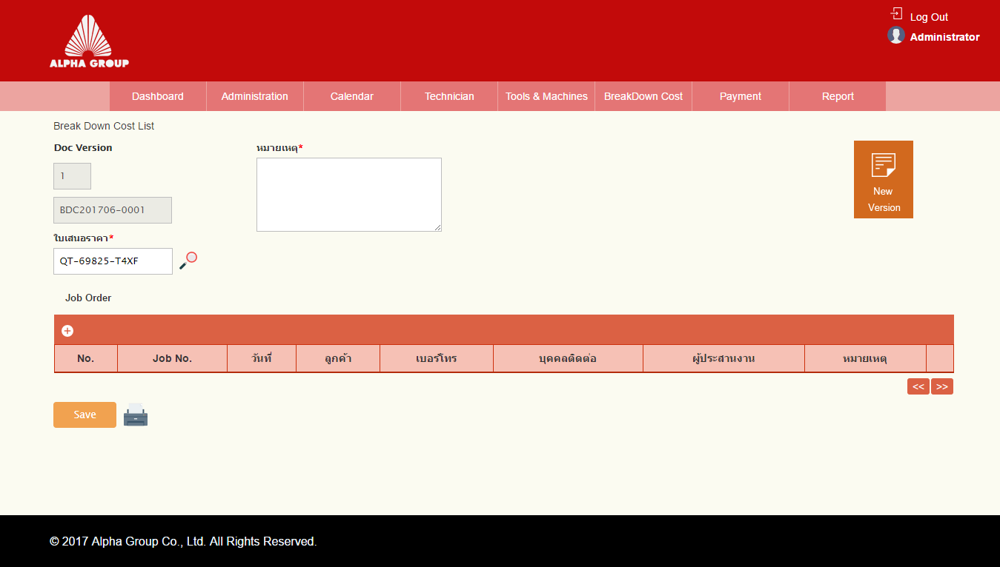 Log Out
Administrator
ALPHA GROUP
Dashboard Administration Calendar Technician Tools & Machines BreakDown Cost Payment Report
Break Down Cost List
Doc Version
1
BDC201706-0001
ใบเสนอราคา*
QT-69825-T4XF
หมายเหตุ*
New
Version
Job Order
No. Job No. วันที่ ลูกค้า เบอร์โทร บุคคลติดต่อ ผู้ประสานงาน หมายเหตุ
<< >>
Save
© 2017 Alpha Group Co., Ltd. All Rights Reserved.